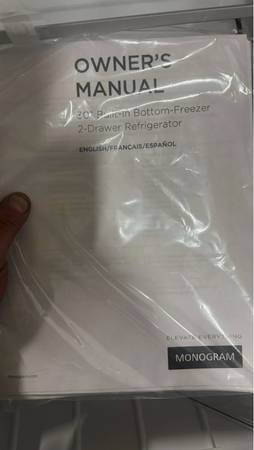 OWNER'S
MANUAL
30" Built-In Bottom-Freezer
2-Drawer Refrigerator
ENGLISH/FRANÇAIS/ESPAÑOL
ELEVATE EVERYTHING
MONOGRAM